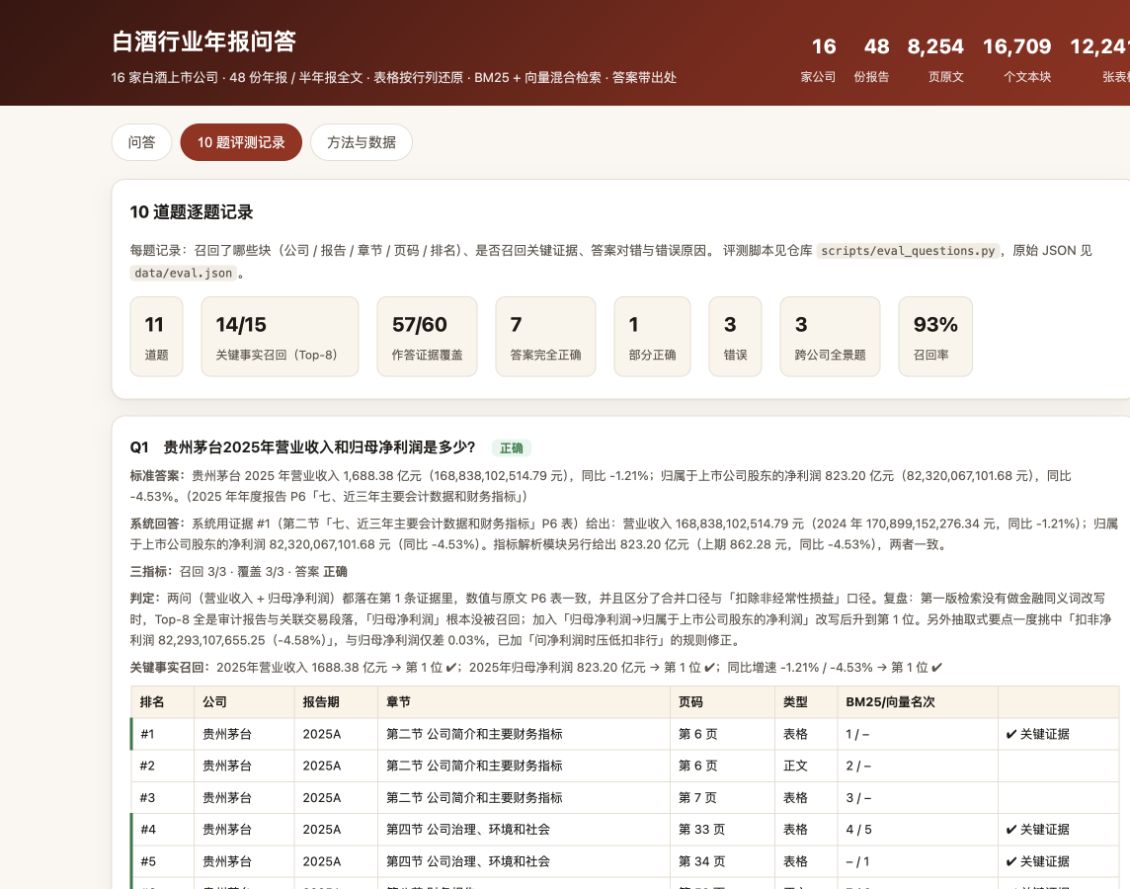 白酒行业年报问答
16 家白酒上市公司 · 48 份年报 / 半年报全文 · 表格按行列还原 · BM25 + 向量混合检索 · 答案带出处
16 48 8,254 16,709 12,24
家公司 份报告 页原文 个文本块 张表
问答 10 题评测记录 方法与数据
10 道题逐题记录
每题记录：召回了哪些块（公司 / 报告 / 章节 / 页码 / 排名）、是否召回关键证据、答案对错与错误原因。 评测脚本见仓库 scripts/eval_questions.py，原始 JSON 见
data/eval.json 。
11 14/15 57/60 7 1 3 3 93%
道题 关键事实召回（Top-8） 作答证据覆盖 答案完全正确 部分正确 错误 跨公司全景题 召回率
Q1 贵州茅台2025年营业收入和归母净利润是多少？ 正确
标准答案：贵州茅台 2025 年营业收入 1,688.38 亿元（168,838,102,514.79 元），同比 -1.21%；归属于上市公司股东的净利润 823.20 亿元（82,320,067,101.68 元），同比
-4.53%。（2025 年年度报告 P6「七、近三年主要会计数据和财务指标」）
系统回答：系统用证据 #1（第二节「七、近三年主要会计数据和财务指标」P6 表）给出：营业收入 168,838,102,514.79 元（2024 年 170,899,152,276.34 元，同比 -1.21%）；归属
于上市公司股东的净利润 82,320,067,101.68 元（同比 -4.53%）。指标解析模块另行给出 823.20 亿元（上期 862.28 元，同比 -4.53%），两者一致。
三指标：召回 3/3 · 覆盖 3/3 · 答案 正确
判定：两问（营业收入 + 归母净利润）都落在第 1 条证据里，数值与原文 P6 表一致，并且区分了合并口径与「扣除非经常性损益」口径。复盘：第一版检索没有做金融同义词改写
时，Top-8 全是审计报告与关联交易段落，「归母净利润」根本没被召回；加入「归母净利润→归属于上市公司股东的净利润」改写后升到第 1 位。另外抽取式要点一度挑中「扣非净
利润 82,293,107,655.25（-4.58%）」，与归母净利润仅差 0.03%，已加「问净利润时压低扣非行」的规则修正。
关键事实召回：2025年营业收入 1688.38 亿元 → 第 1 位 ✔；2025年归母净利润 823.20 亿元 → 第 1 位 ✔；同比增速 -1.21% / -4.53% → 第 1 位 ✔
排名 公司 报告期 章节 页码 类型 BM25/向量名次
#1 贵州茅台 2025A 第二节 公司简介和主要财务指标 第 6 页 表格 1 / – ✔ 关键证据
#2 贵州茅台 2025A 第二节 公司简介和主要财务指标 第 6 页 正文 2 / –
#3 贵州茅台 2025A 第二节 公司简介和主要财务指标 第 7 页 表格 3 / –
#4 贵州茅台 2025A 第四节 公司治理、环境和社会 第 33 页 表格 4 / 5 ✔ 关键证据
#5 贵州茅台 2025A 第四节 公司治理、环境和社会 第 34 页 表格 – / 1 ✔ 关键证据